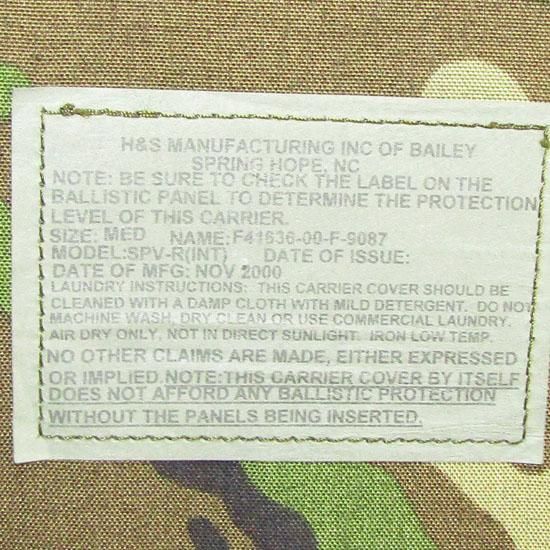 H&S MANUFACTURING INC OF BAILEY
SPRING HOPE, NC
NOTE: BE SURE TO CHECK THE LABEL ON THE
BALLISTIC PANEL TO DETERMINE THE PROTECTION
LEVEL OF THIS CARRIER.
SIZE: MED NAME:F41636-00-F-9087
MODEL:SPV-R(INT) DATE OF ISSUE:
DATE OF MFG: NOV 2000
LAUNDRY INSTRUCTIONS: THIS CARRIER COVER SHOULD BE
CLEANED WITH A DAMP CLOTH WITH MILD DETERGENT. DO NOT
MACHINE WASH, DRY CLEAN OR USE COMMERCIAL LAUNDRY.
AIR DRY ONLY, NOT IN DIRECT SUNLIGHT. IRON LOW TEMP.
NO OTHER CLAIMS ARE MADE, EITHER EXPRESSED
OR IMPLIED.NOTE:THIS CARRIER COVER BY ITSELF
DOES NOT AFFORD ANY BALLISTIC PROTECTION
WITHOUT THE PANELS BEING INSERTED.